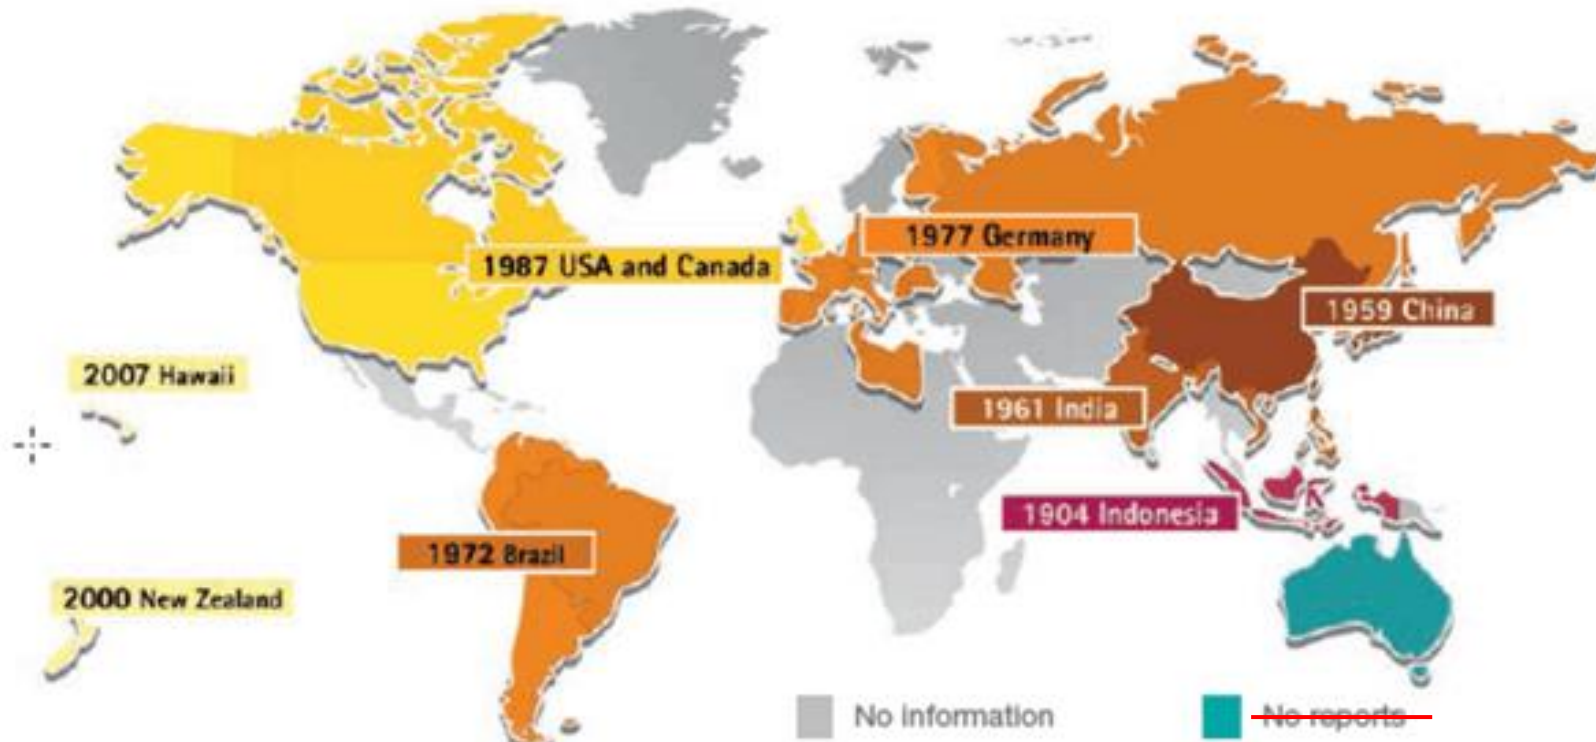 1977 Germany
1987 USA and Canada
1959 China
2007 Hawaii
1961 India
1904 Indonesia
1972 Brazil
2000 New Zealand
No information
No reports